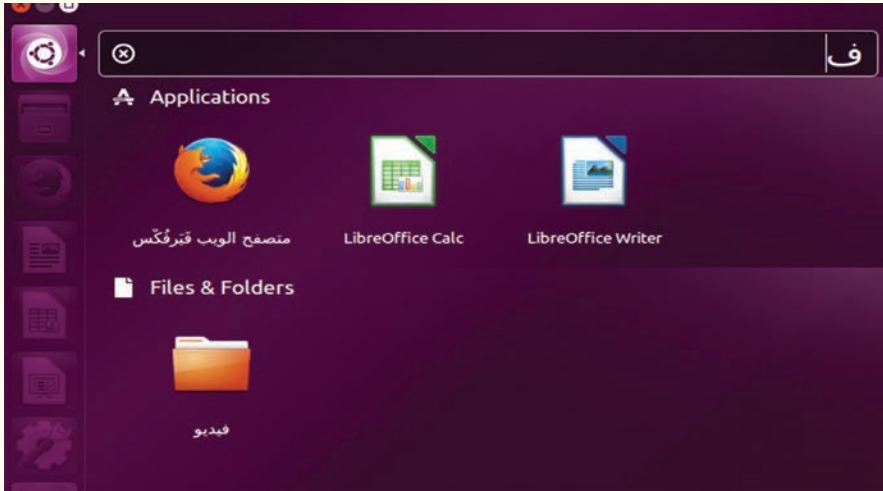 ف
Applications
متصفح الويب فَيَرفُكّس
LibreOffice Calc
LibreOffice Writer
Files & Folders
فيديو